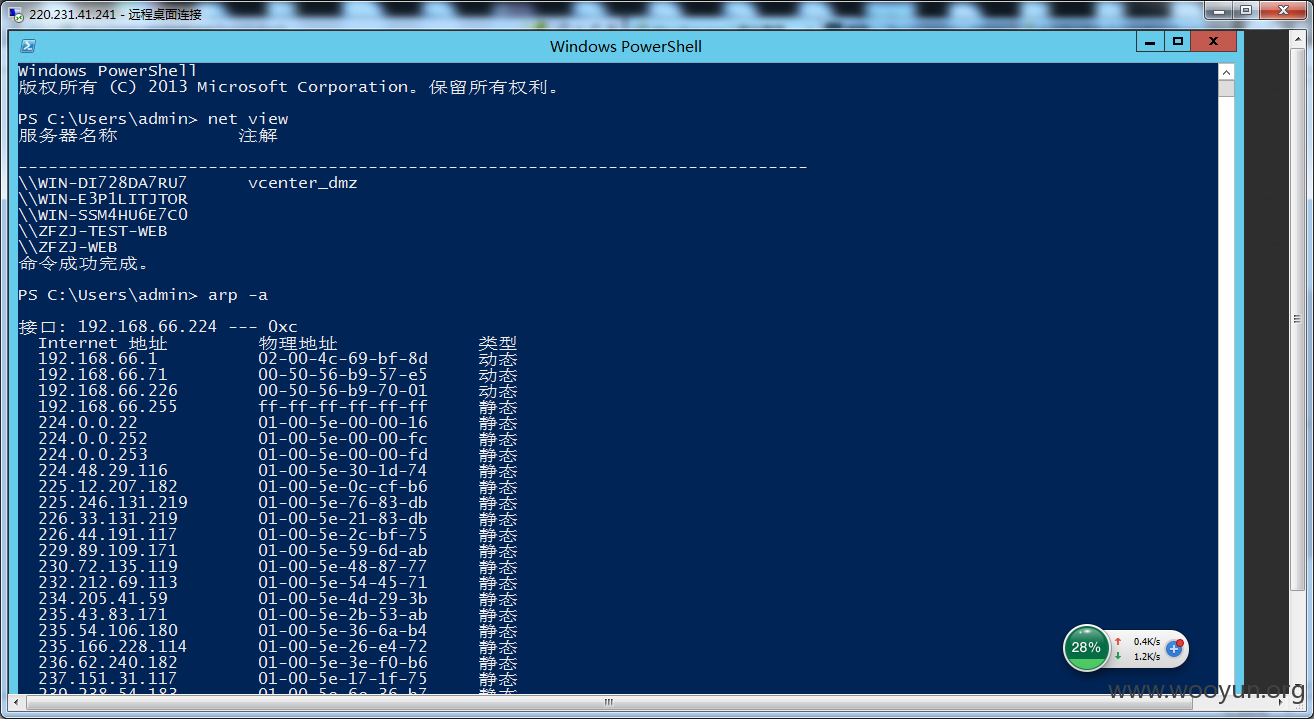 220.231.41.241 - 远程桌面连接
Windows PowerShell
Windows PowerShell
版权所有 (C) 2013 Microsoft Corporation。保留所有权利。
PS C:\Users\admin> net view
服务器名称 注解
-------------------------------------------------------------------------------
\\WIN-DI728DA7RU7 vcenter_dmz
\\WIN-E3P1LITJTOR
\\WIN-SSM4HU6E7C0
\\ZFZJ-TEST-WEB
\\ZFZJ-WEB
命令成功完成。
PS C:\Users\admin> arp -a
接口: 192.168.66.224 --- 0xc
Internet 地址 物理地址 类型
192.168.66.1 02-00-4c-69-bf-8d 动态
192.168.66.71 00-50-56-b9-57-e5 动态
192.168.66.226 00-50-56-b9-70-01 动态
192.168.66.255 ff-ff-ff-ff-ff-ff 静态
224.0.0.22 01-00-5e-00-00-16 静态
224.0.0.252 01-00-5e-00-00-fc 静态
224.0.0.253 01-00-5e-00-00-fd 静态
224.48.29.116 01-00-5e-30-1d-74 静态
225.12.207.182 01-00-5e-0c-cf-b6 静态
225.246.131.219 01-00-5e-76-83-db 静态
226.33.131.219 01-00-5e-21-83-db 静态
226.44.191.117 01-00-5e-2c-bf-75 静态
229.89.109.171 01-00-5e-59-6d-ab 静态
230.72.135.119 01-00-5e-48-87-77 静态
232.212.69.113 01-00-5e-54-45-71 静态
234.205.41.59 01-00-5e-4d-29-3b 静态
235.43.83.171 01-00-5e-2b-53-ab 静态
235.54.106.180 01-00-5e-36-6a-b4 静态
235.166.228.114 01-00-5e-26-e4-72 静态
236.62.240.182 01-00-5e-3e-f0-b6 静态
237.151.31.117 01-00-5e-17-1f-75 静态
239.238.54.183 01-00-5e-6e-36-b7 静态
28%
0.4K/s
1.2K/s
www.wooyun.org